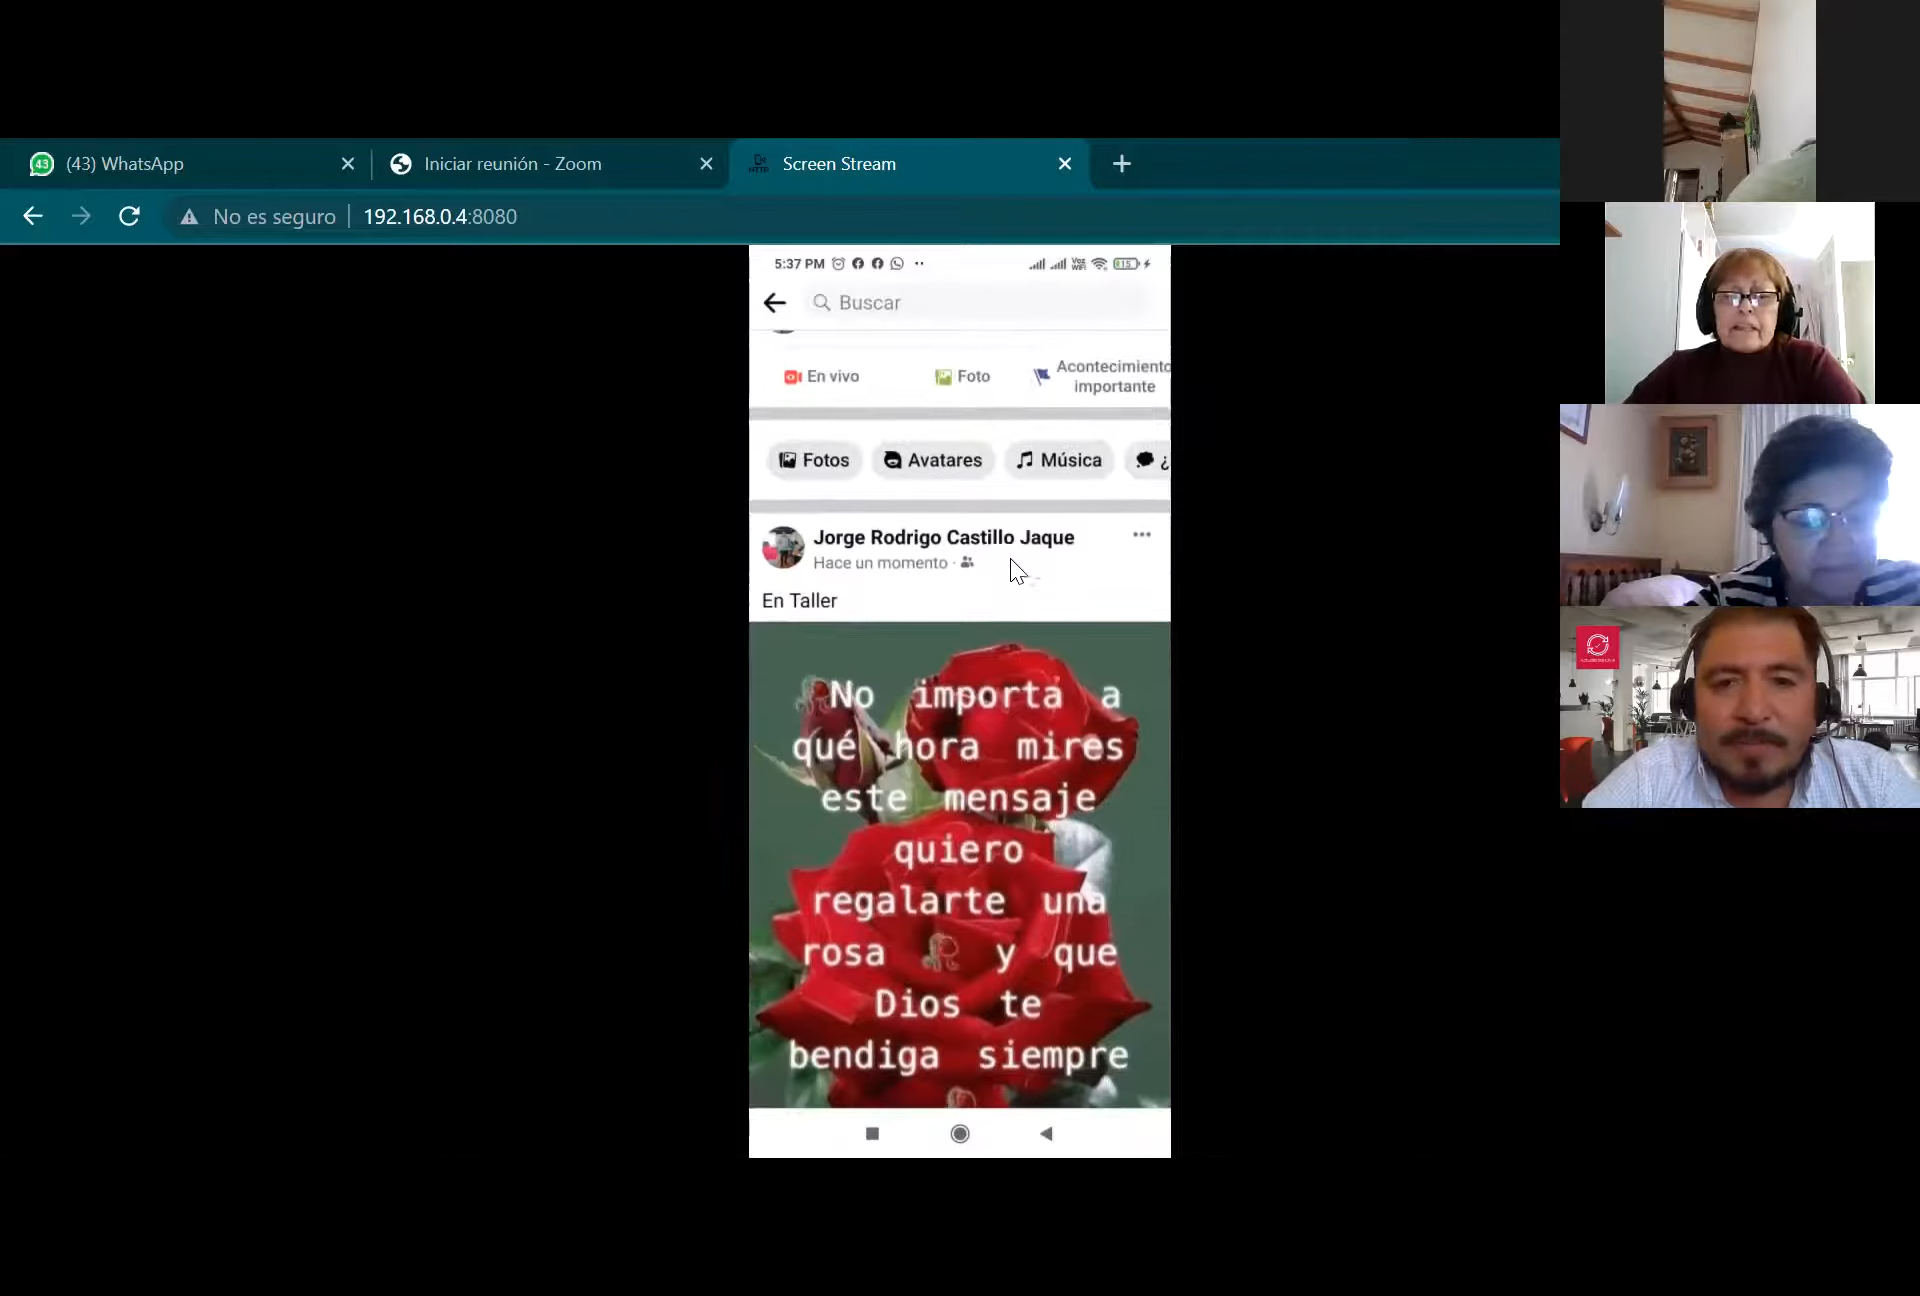 43 (43) WhatsApp
Iniciar reunión - Zoom
Screen Stream
No es seguro
192.168.0.4:8080
5:37 PM
15
Buscar
En vivo
Foto
Acontecimiento
importante
Fotos
Avatares
Música
¿
Jorge Rodrigo Castillo Jaque
Hace un momento ·
En Taller
No importa a
qué hora mires
este mensaje
quiero
regalarte una
rosa y que
Dios te
bendiga siempre